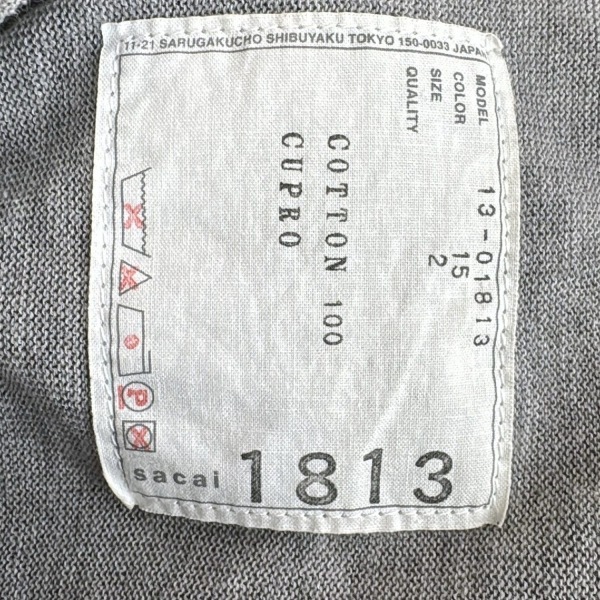 11-21 SARUGAKUCHO SHIBUYAKU TOKYO 150-0033 JAPAN
MODEL 13-01813
COLOR 15
SIZE 2
QUALITY
COTTON 100
CUPRO
P
sacai 1813